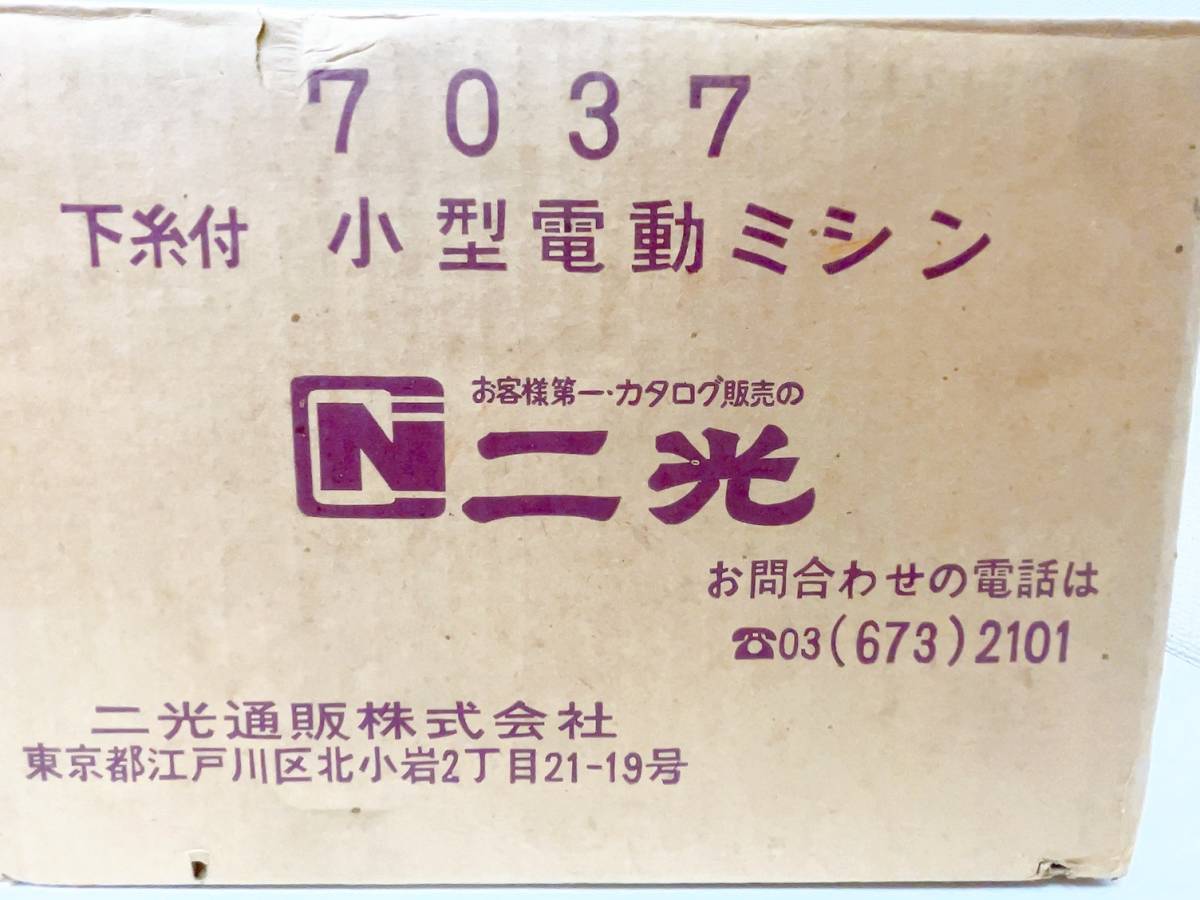 7037
下糸付 小型電動ミシン
N
お客様第一・カタログ販売の
二光
お問合わせの電話は
☎03(673)2101
二光通販株式会社
東京都江戸川区北小岩2丁目21-19号